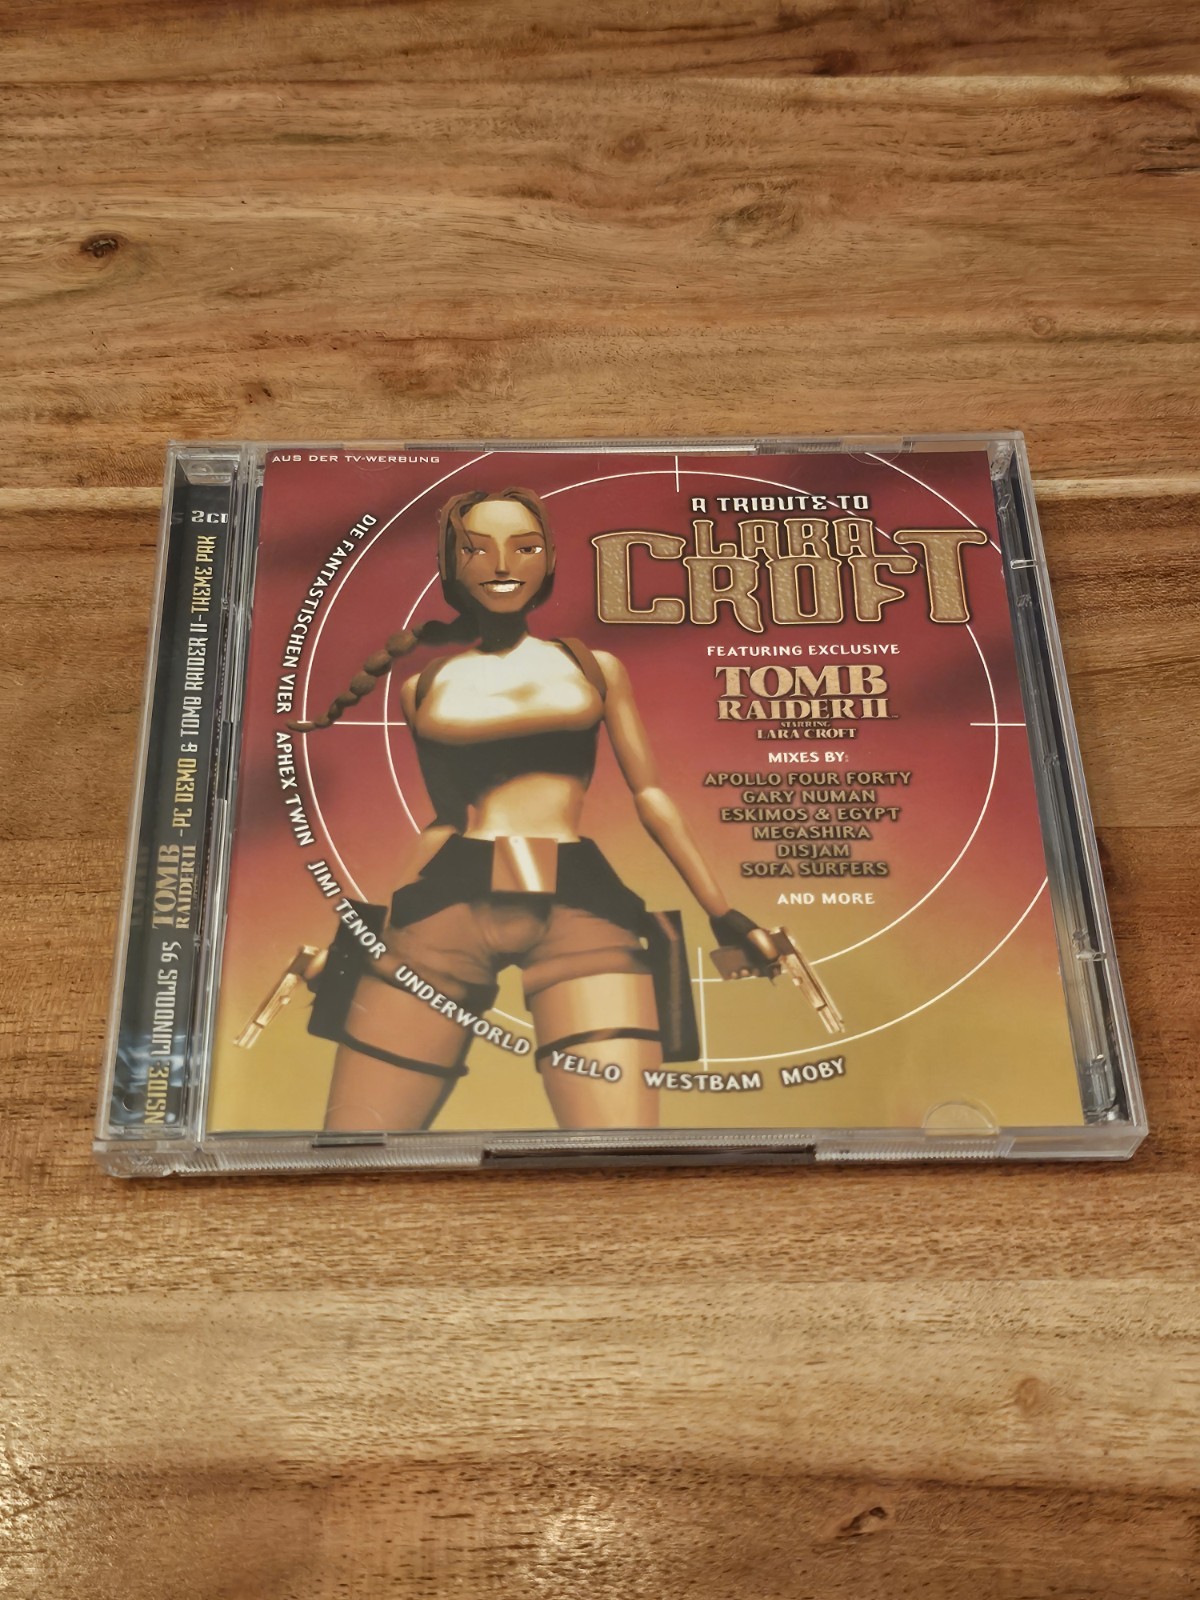 AUS DER TV-WERBUNG
A TRIBUTE TO
LARA
CROFT
FEATURING EXCLUSIVE
TOMB
RAIDER II
STARRING
LARA CROFT
MIXES BY:
APOLLO FOUR FORTY
GARY NUMAN
ESKIMOS & EGYPT
MEGASHIRA
DISJAM
SOFA SURFERS
AND MORE
DIE FANTASTISCHEN VIER APHEX TWIN JIMI TENOR UNDERWORLD YELLO WESTBAM MOBY
2CD
NSIDE: WINDOWS 95 TOMB RAIDER II -PC DEMO & TOMB RAIDER II-THEME PAK